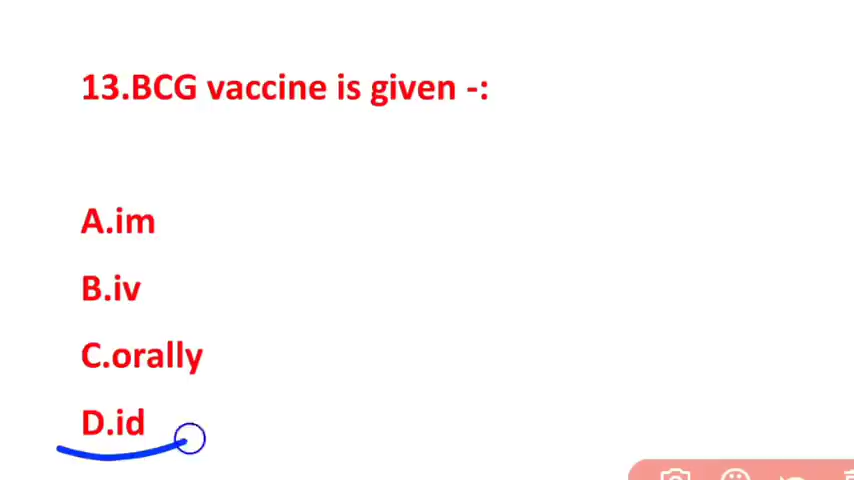 13.BCG vaccine is given -:
A.im
B.iv
C.orally
D.id